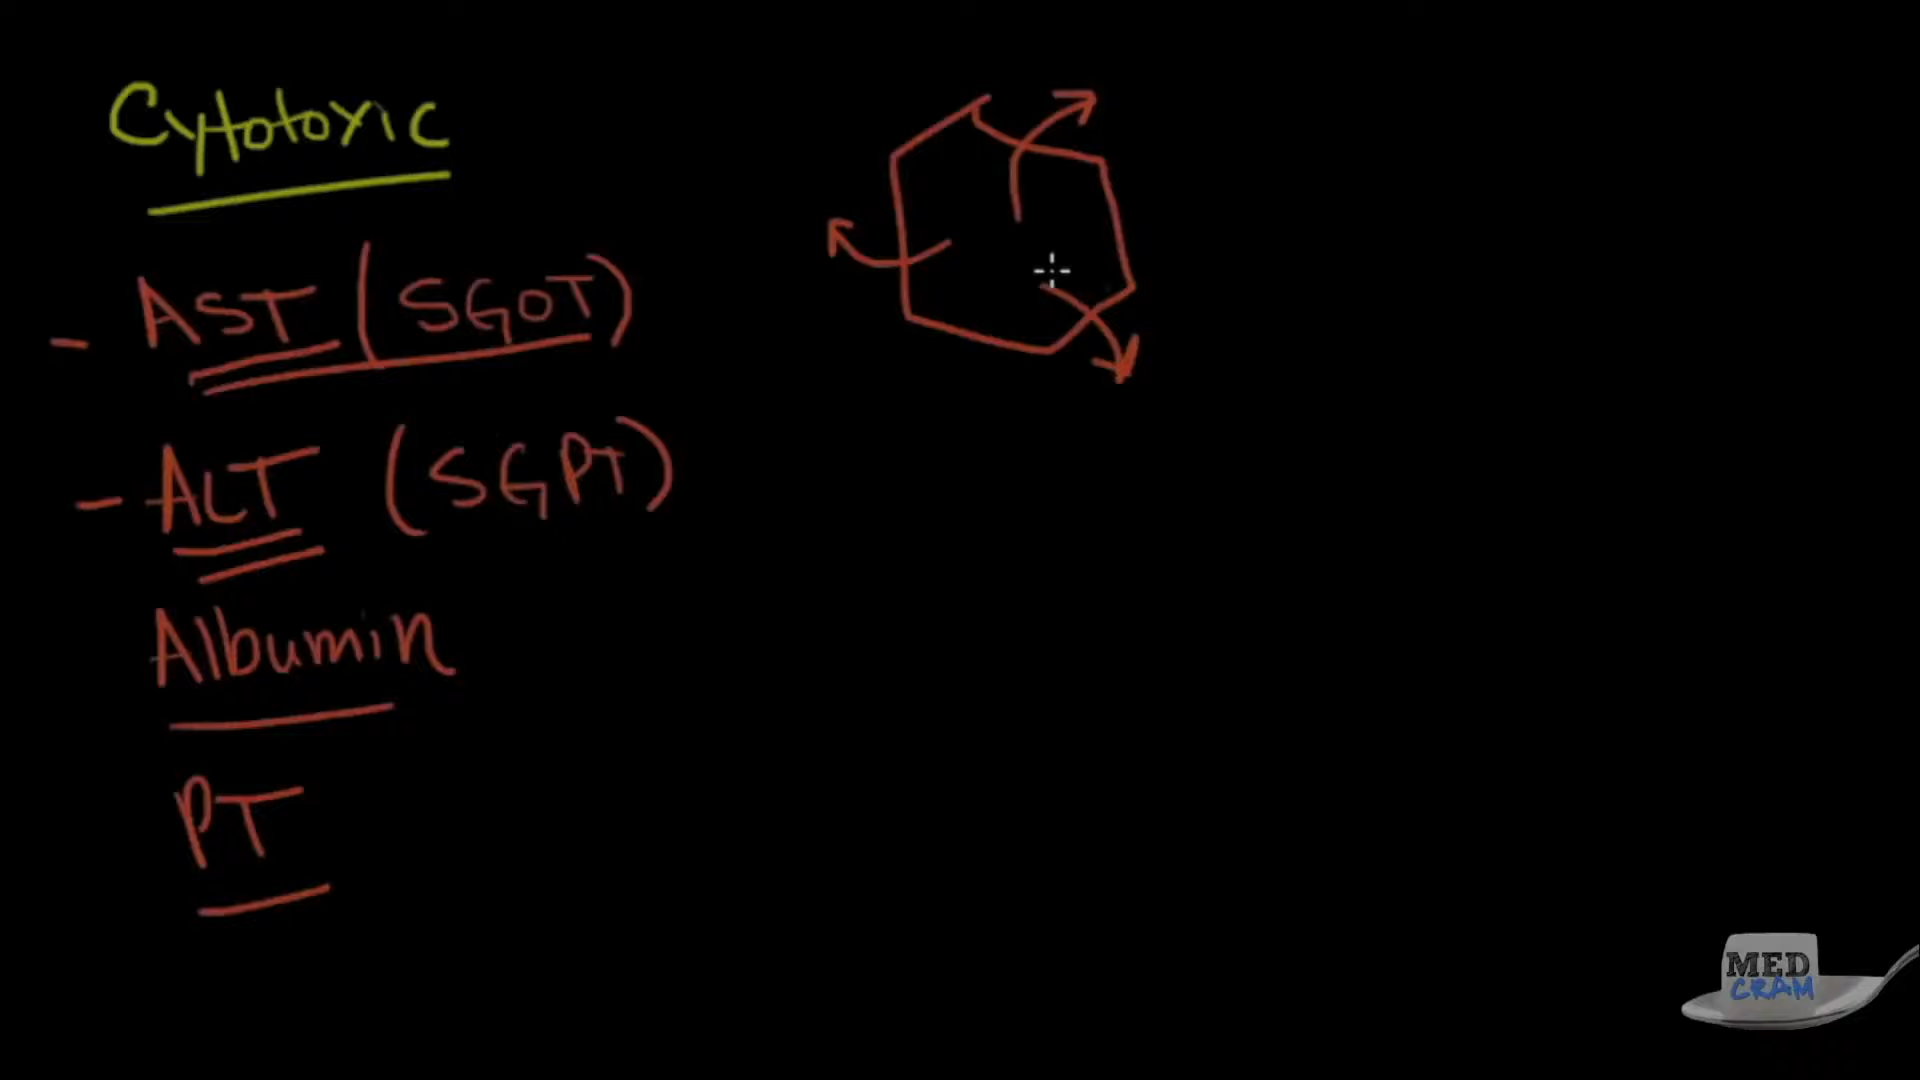 Cytotoxic
- AST (SGOT)
- ALT (SGPT)
Albumin
PT
MED
CRAM